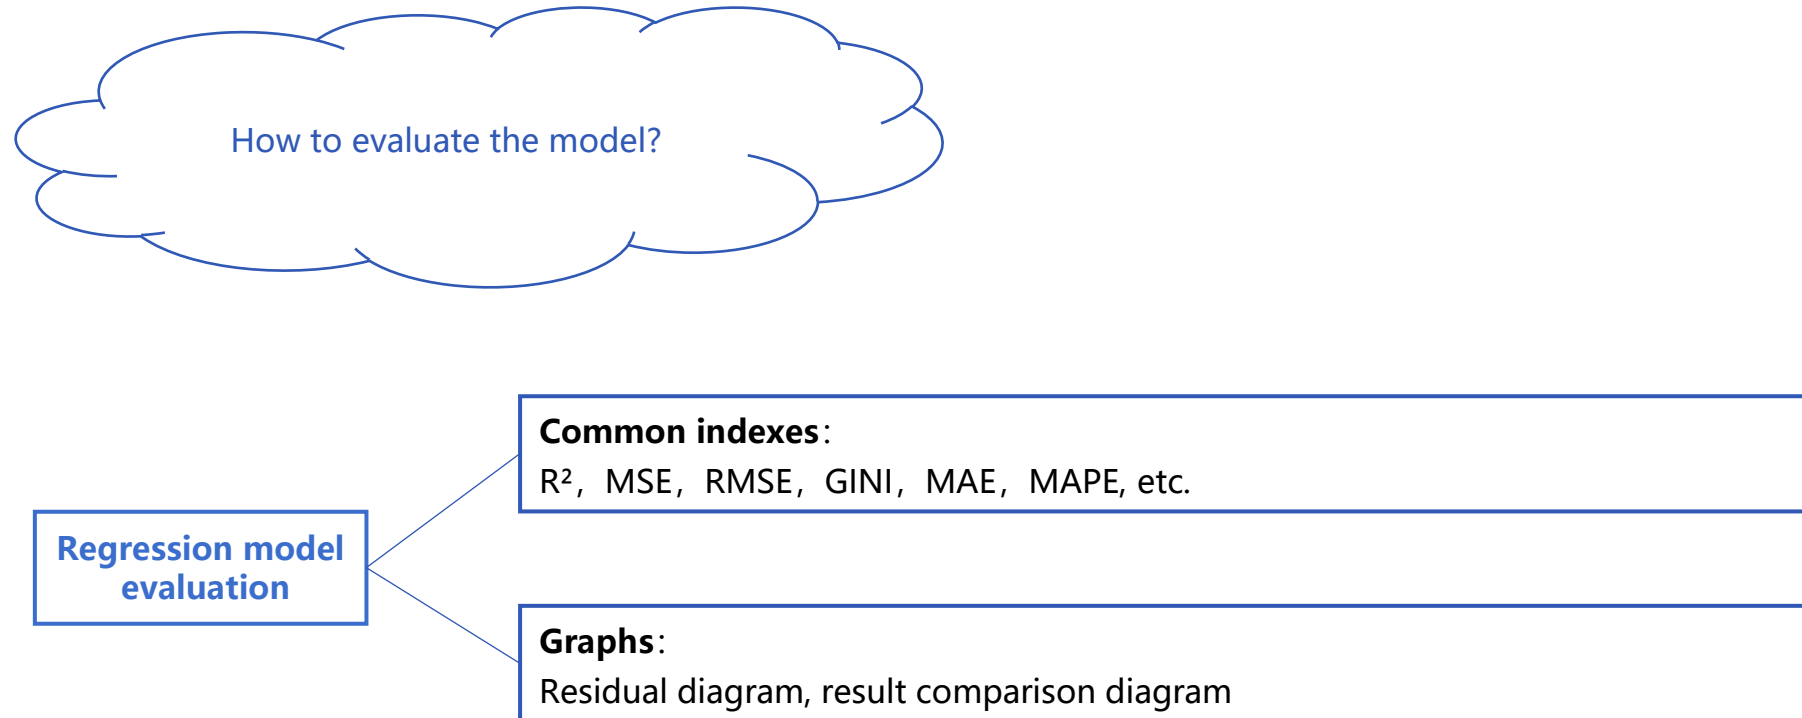 How to evaluate the model?
Common indexes：
R²，MSE，RMSE，GINI，MAE，MAPE, etc.
Regression model
evaluation
Graphs：
Residual diagram, result comparison diagram